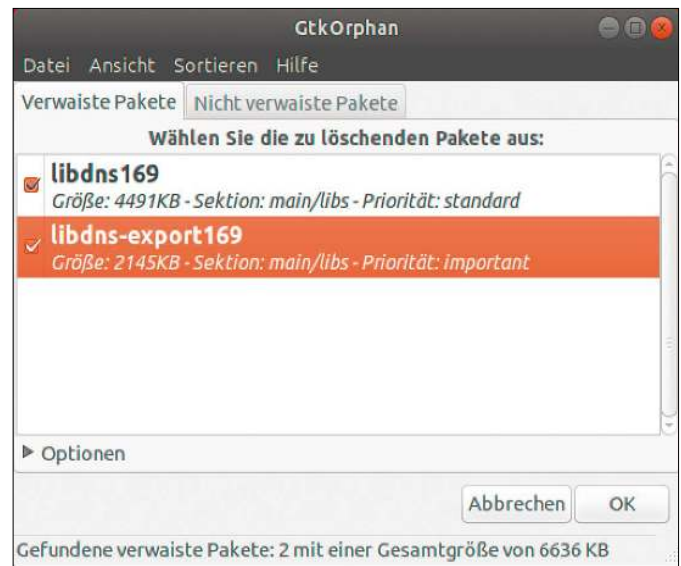 GtkOrphan
Datei Ansicht Sortieren Hilfe
Verwaiste Pakete Nicht verwaiste Pakete
Wählen Sie die zu löschenden Pakete aus:
libdns169
Größe: 4491KB - Sektion: main/libs - Priorität: standard
libdns-export169
Größe: 2145KB - Sektion: main/libs - Priorität: important
Optionen
Abbrechen OK
Gefundene verwaiste Pakete: 2 mit einer Gesamtgröße von 6636 KB